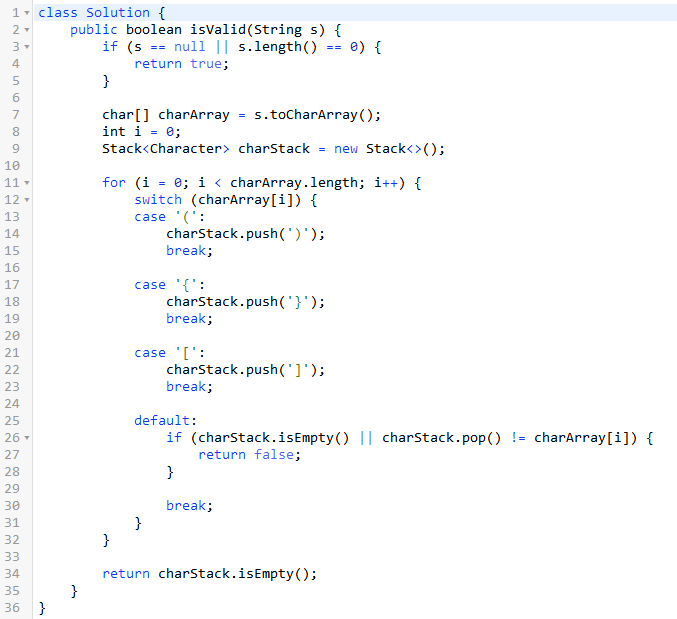 1 class Solution {
2     public boolean isValid(String s) {
3         if (s == null || s.length() == 0) {
4             return true;
5         }
6
7         char[] charArray = s.toCharArray();
8         int i = 0;
9         Stack<Character> charStack = new Stack<>();
10
11         for (i = 0; i < charArray.length; i++) {
12             switch (charArray[i]) {
13             case '(':
14                 charStack.push(')');
15                 break;
16
17             case '{':
18                 charStack.push('}');
19                 break;
20
21             case '[':
22                 charStack.push(']');
23                 break;
24
25             default:
26                 if (charStack.isEmpty() || charStack.pop() != charArray[i]) {
27                     return false;
28                 }
29
30                 break;
31             }
32         }
33
34         return charStack.isEmpty();
35     }
36 }